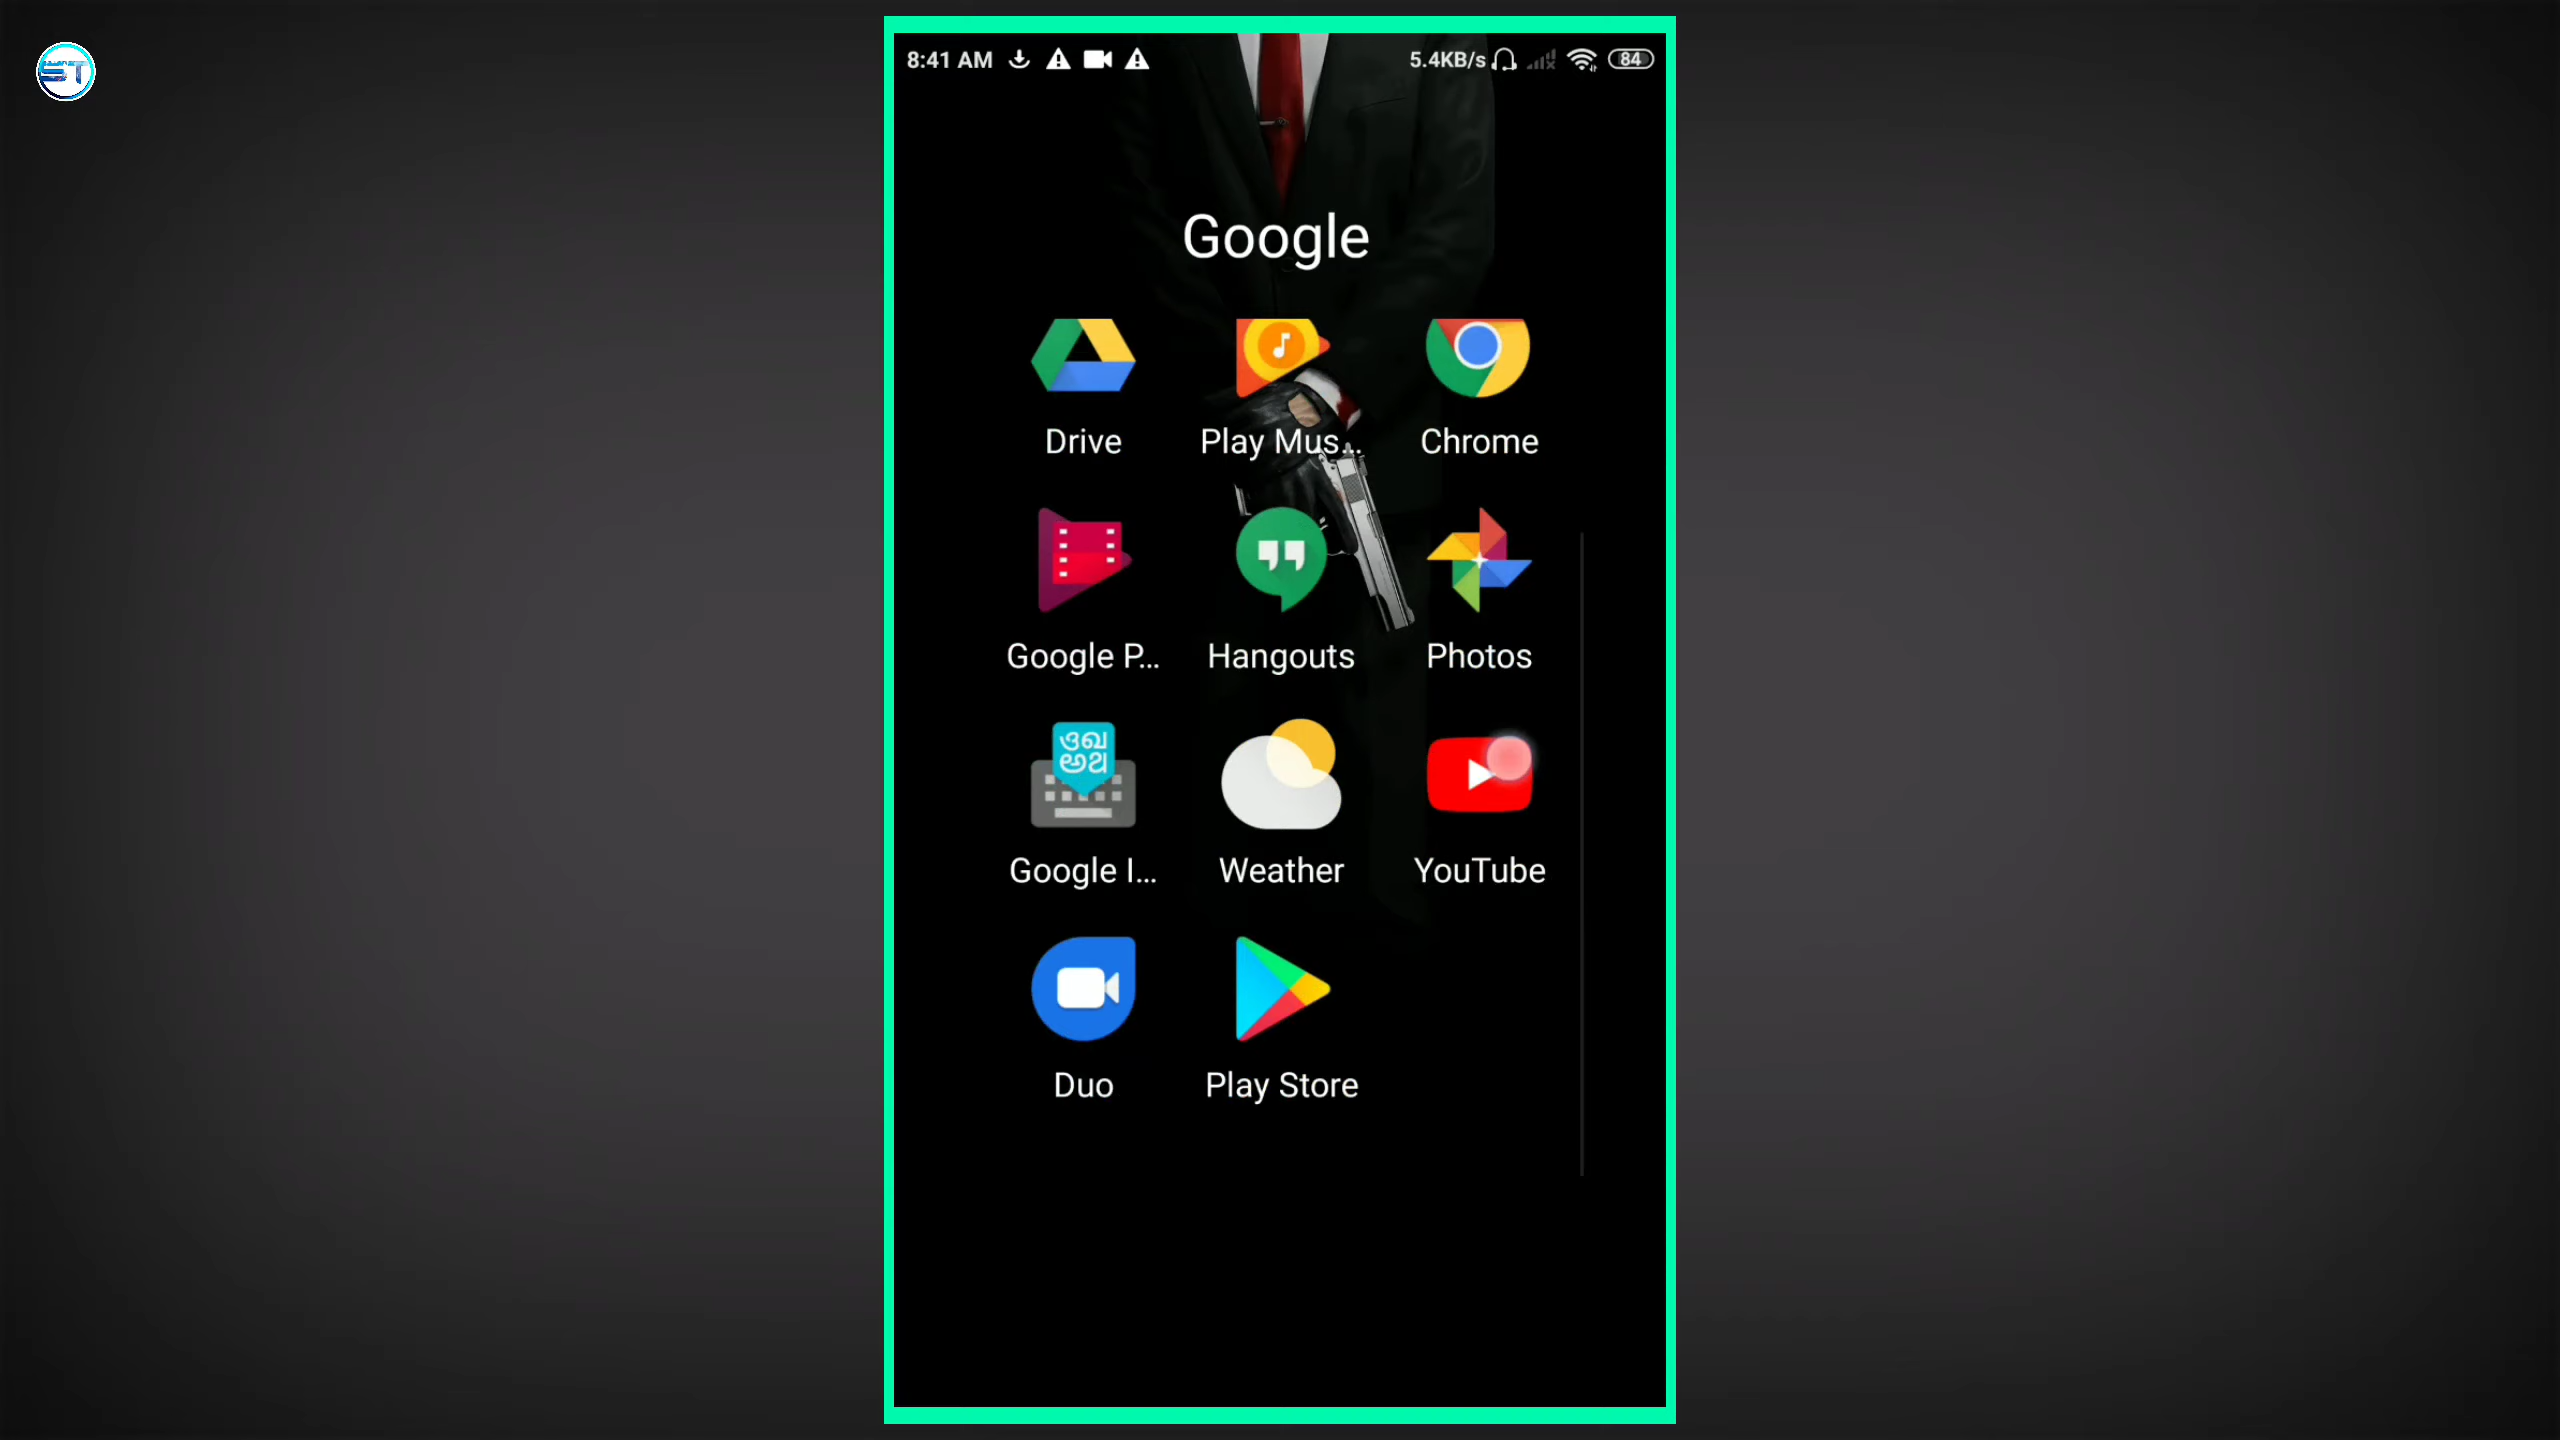 ST
8:41 AM 5.4KB/s 84
Google
Drive Play Mus... Chrome
Google P... Hangouts Photos
Google I... Weather YouTube
Duo Play Store